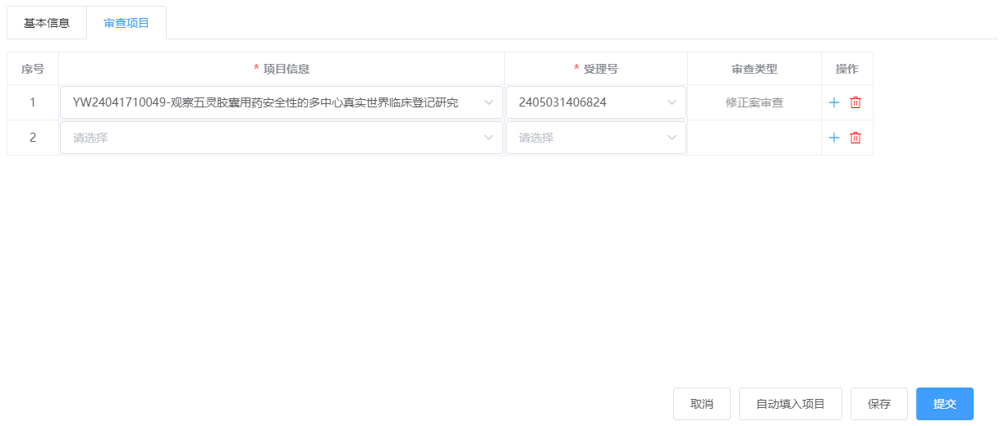 基本信息 审查项目
序号 * 项目信息 * 受理号 审查类型 操作
1 YW24041710049-观察五灵胶囊用药安全性的多中心真实世界临床登记研究 2405031406824 修正案审查
2 请选择 请选择
取消 自动填入项目 保存 提交